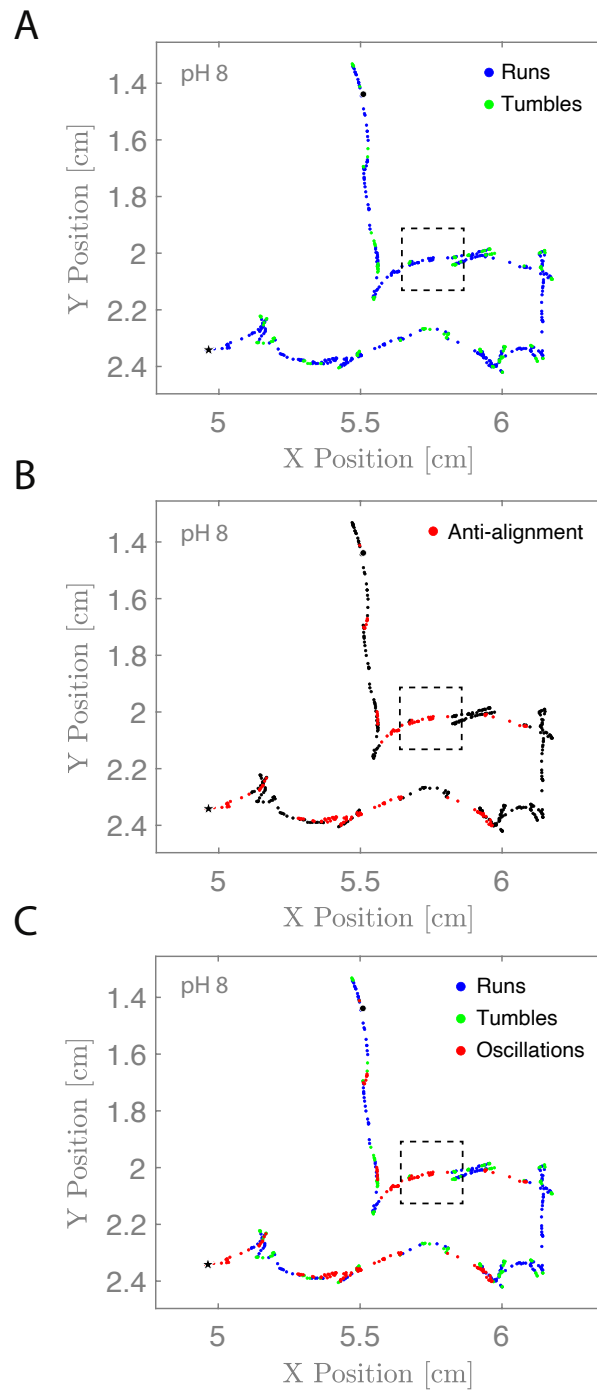 A
pH 8
Runs
Tumbles
1.4
1.6
1.8
2
2.2
2.4
Y Position [cm]
5
5.5
6
X Position [cm]
B
pH 8
Anti-alignment
1.4
1.6
1.8
2
2.2
2.4
Y Position [cm]
5
5.5
6
X Position [cm]
C
pH 8
Runs
Tumbles
Oscillations
1.4
1.6
1.8
2
2.2
2.4
Y Position [cm]
5
5.5
6
X Position [cm]